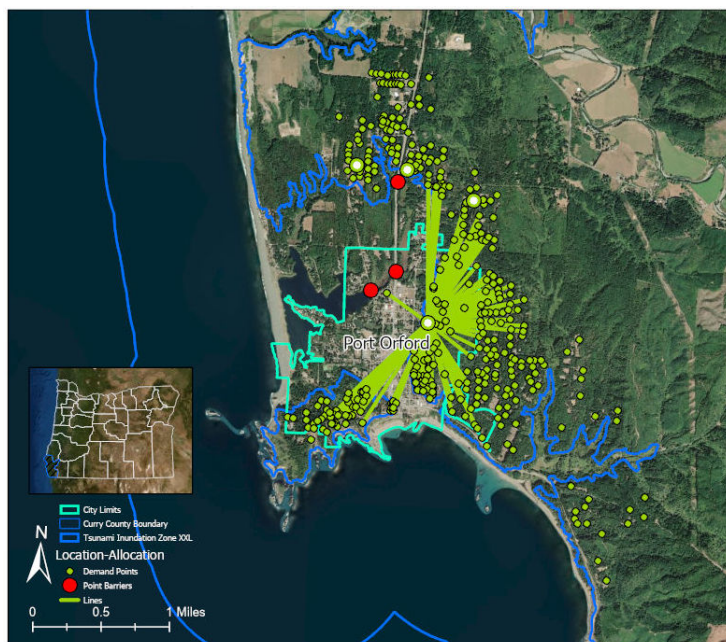 Port Orford
City Limits
Curry County Boundary
Tsunami Inundation Zone XXL
N
Location-Allocation
Demand Points
Point Barriers
Lines
0 0.5 1 Miles